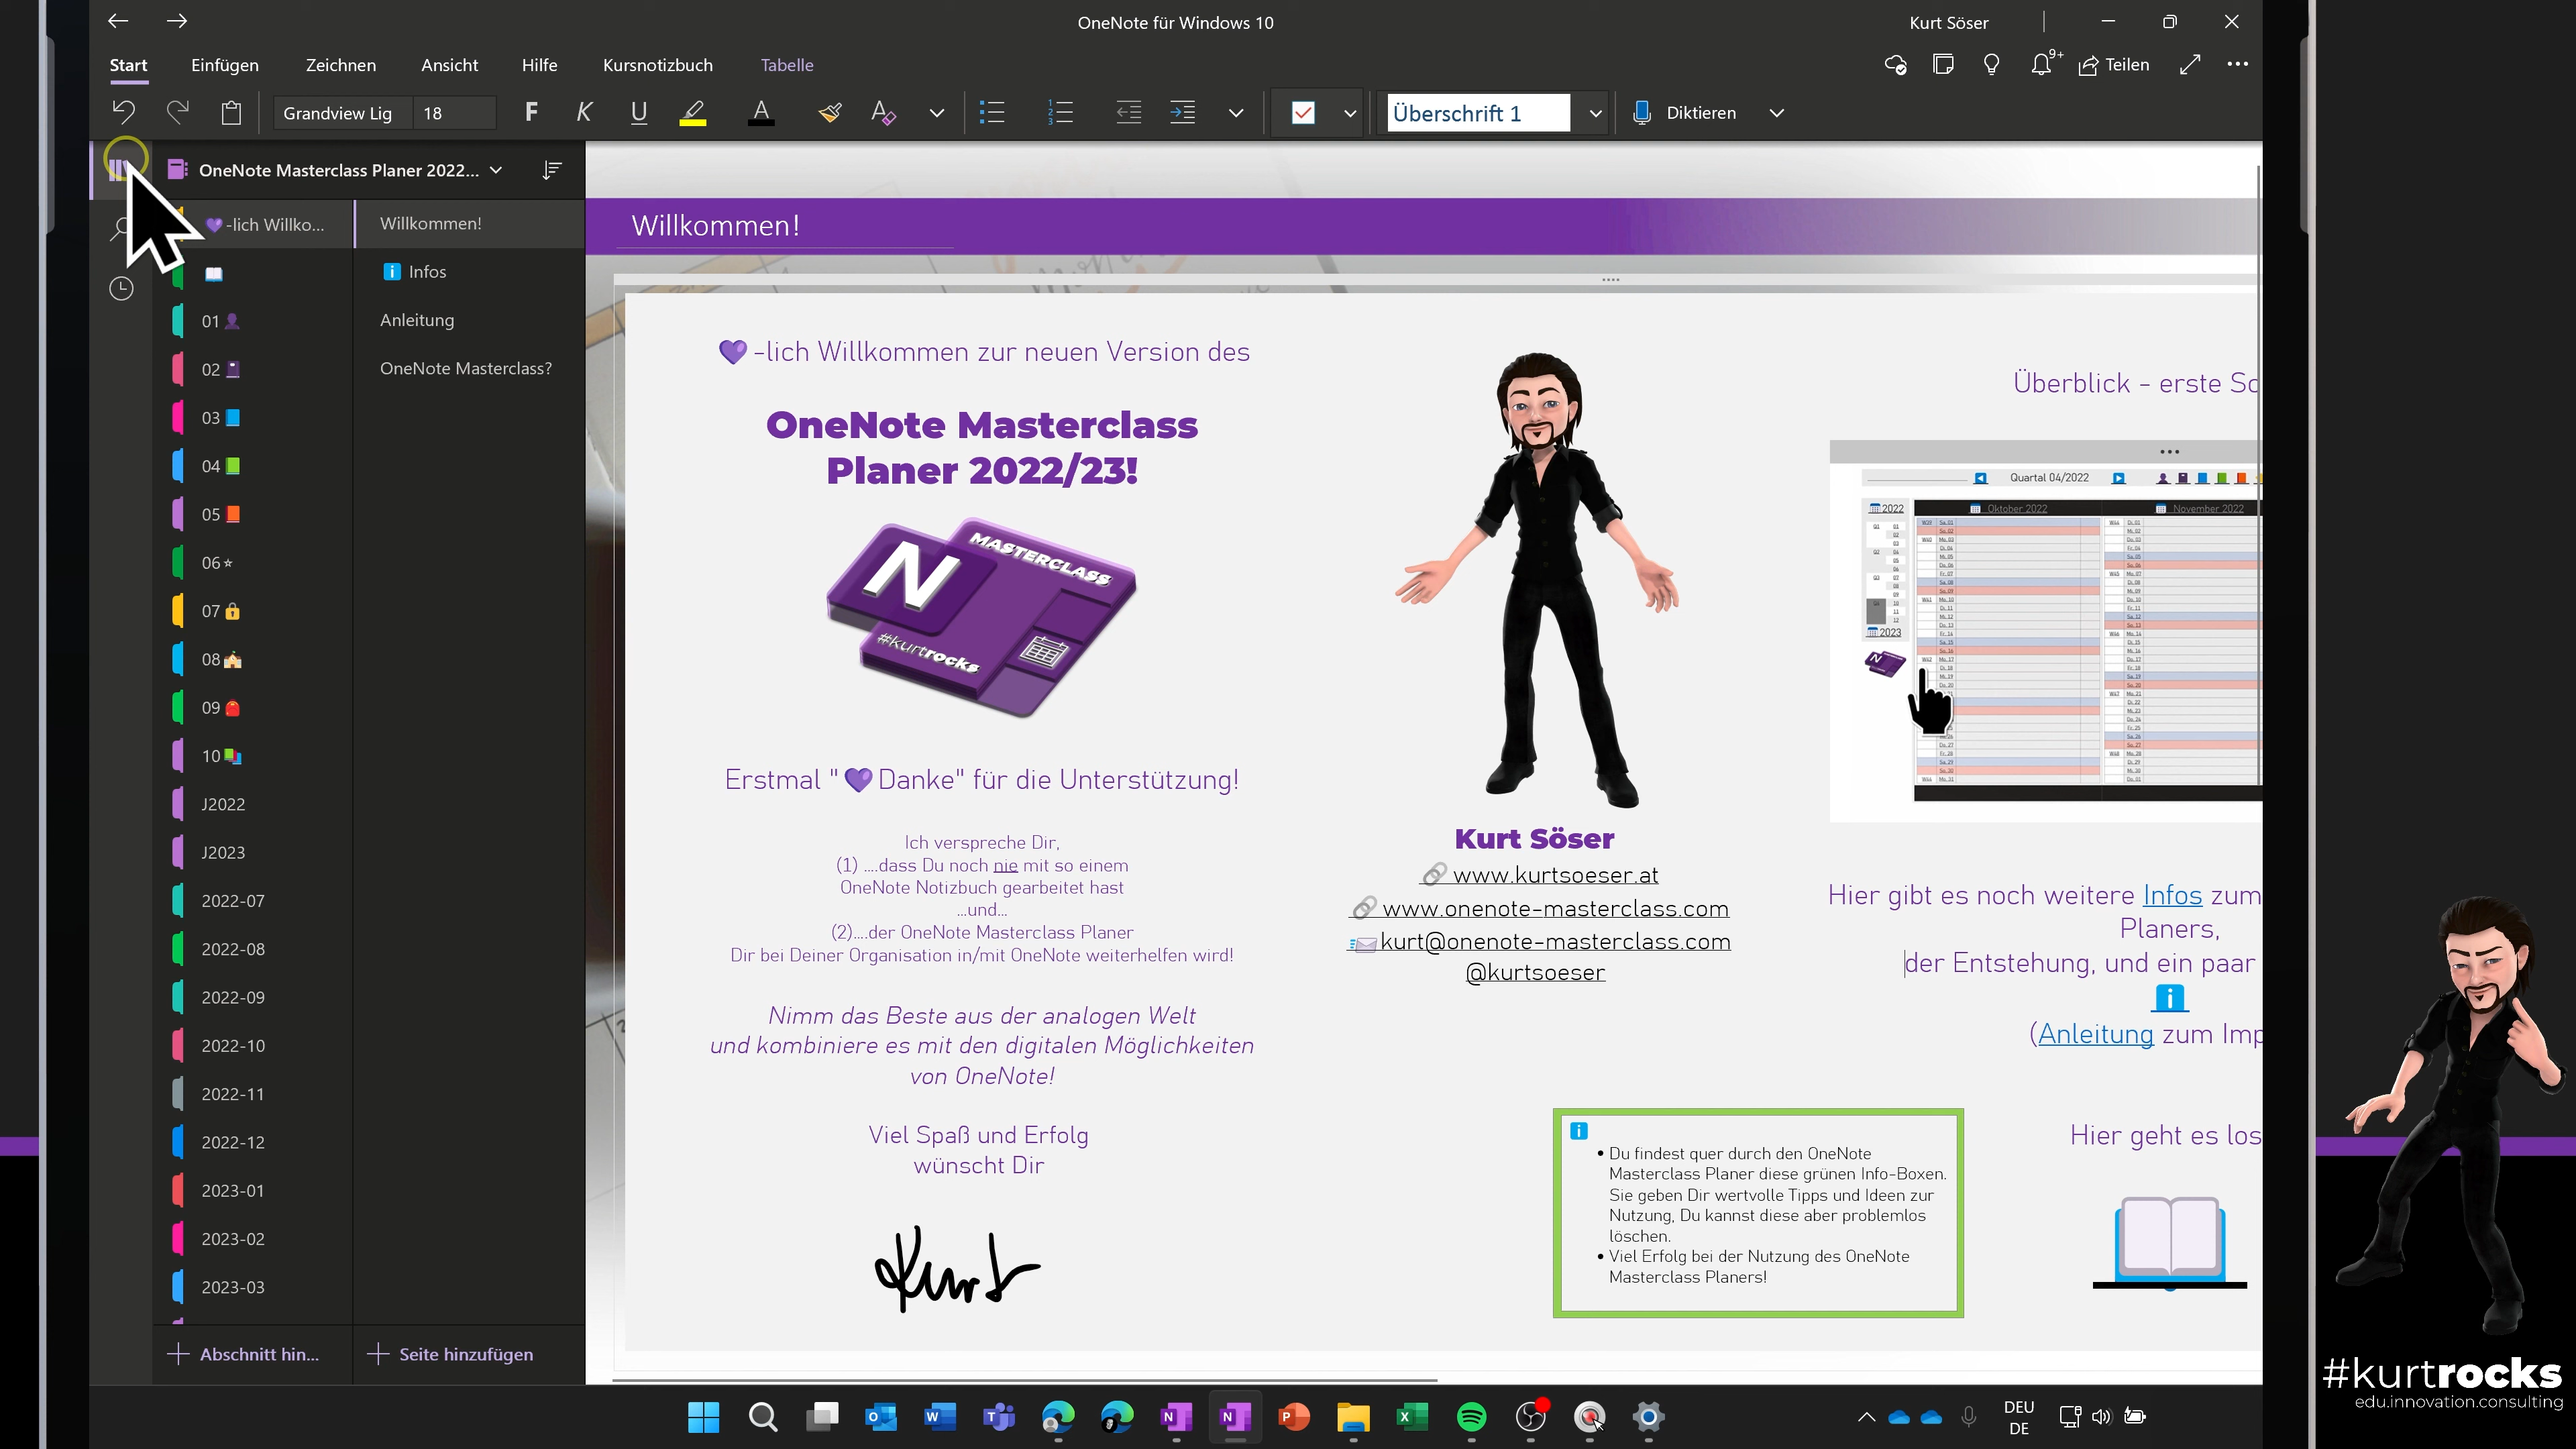 OneNote für Windows 10
Kurt Söser
Start Einfügen Zeichnen Ansicht Hilfe Kursnotizbuch Tabelle
9+ Teilen
Grandview Lig 18 F K U A A Überschrift 1 Diktieren
OneNote Masterclass Planer 2022...
💜-lich Willko...
01
02
03
04
05
06
07
08
09
10
J2022
J2023
2022-07
2022-08
2022-09
2022-10
2022-11
2022-12
2023-01
2023-02
2023-03
Abschnitt hin...
Willkommen!
Infos
Anleitung
OneNote Masterclass?
Seite hinzufügen
Willkommen!
💜-lich Willkommen zur neuen Version des
OneNote Masterclass
Planer 2022/23!
N
MASTERCLASS
#kurtrocks
Erstmal "💜Danke" für die Unterstützung!
Ich verspreche Dir,
(1) ....dass Du noch nie mit so einem
OneNote Notizbuch gearbeitet hast
...und...
(2)....der OneNote Masterclass Planer
Dir bei Deiner Organisation in/mit OneNote weiterhelfen wird!
Nimm das Beste aus der analogen Welt
und kombiniere es mit den digitalen Möglichkeiten
von OneNote!
Viel Spaß und Erfolg
wünscht Dir
Kurt
Kurt Söser
www.kurtsoeser.at
www.onenote-masterclass.com
kurt@onenote-masterclass.com
@kurtsoeser
Überblick - erste Sc
Quartal 04/2022
2022
Oktober 2022
November 2022
2023
Hier gibt es noch weitere Infos zum
Planers,
der Entstehung, und ein paar
(Anleitung zum Imp
• Du findest quer durch den OneNote
Masterclass Planer diese grünen Info-Boxen.
Sie geben Dir wertvolle Tipps und Ideen zur
Nutzung, Du kannst diese aber problemlos
löschen.
• Viel Erfolg bei der Nutzung des OneNote
Masterclass Planers!
Hier geht es los
DEU
DE
#kurtrocks
edu.innovation.consulting